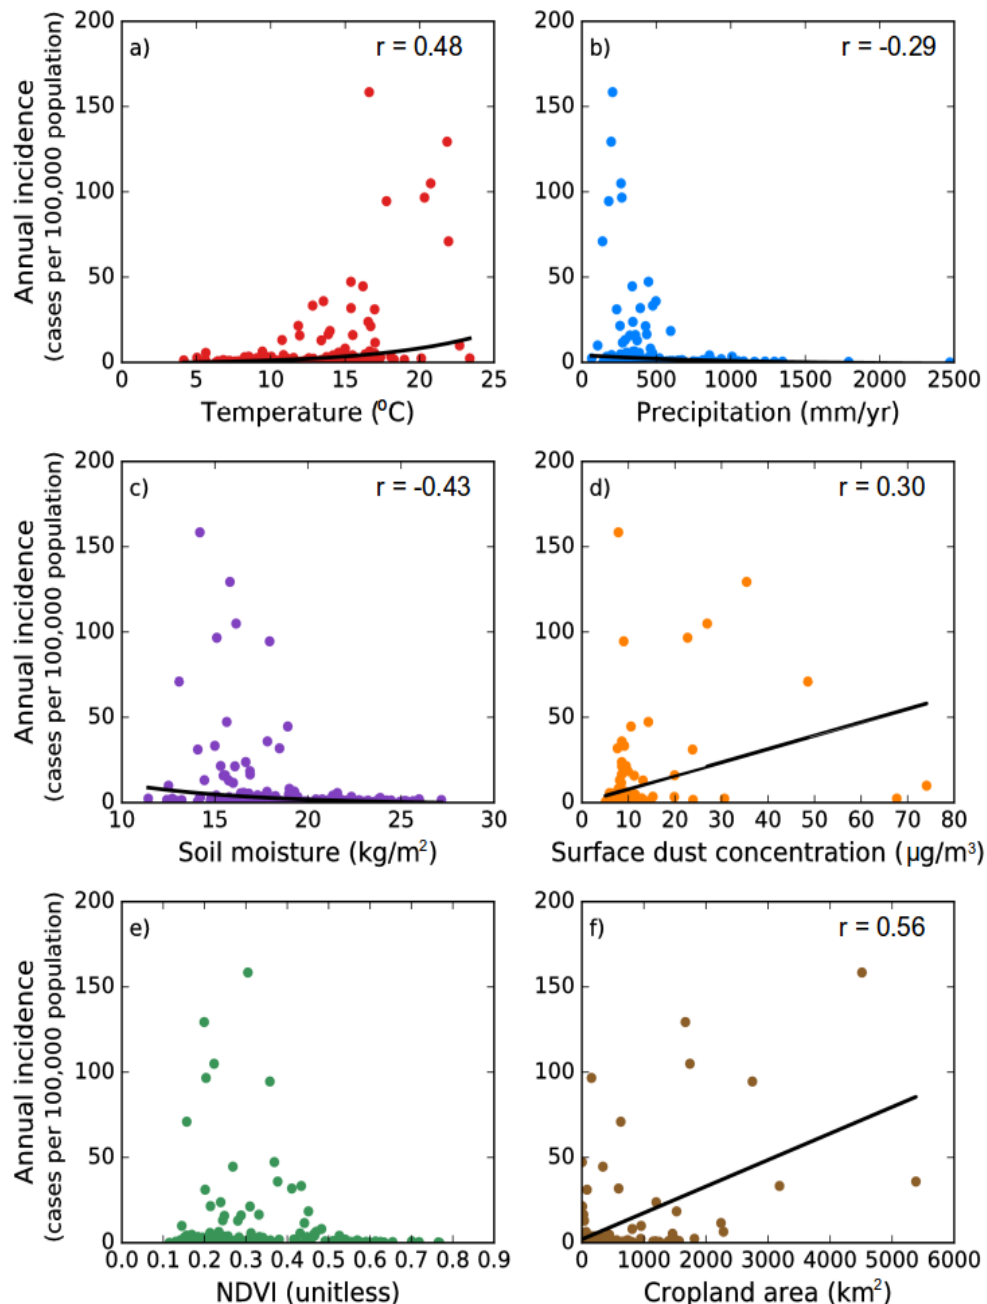 200
150
100
50
0
Annual incidence
(cases per 100,000 population)
a)
r = 0.48
0 5 10 15 20 25
Temperature (⁰C)
200
150
100
50
0
b)
r = -0.29
0 500 1000 1500 2000 2500
Precipitation (mm/yr)
200
150
100
50
0
Annual incidence
(cases per 100,000 population)
c)
r = -0.43
10 15 20 25 30
Soil moisture (kg/m²)
200
150
100
50
0
d)
r = 0.30
0 10 20 30 40 50 60 70 80
Surface dust concentration (µg/m³)
200
150
100
50
0
Annual incidence
(cases per 100,000 population)
e)
0.0 0.1 0.2 0.3 0.4 0.5 0.6 0.7 0.8 0.9
NDVI (unitless)
200
150
100
50
0
f)
r = 0.56
0 1000 2000 3000 4000 5000 6000
Cropland area (km²)